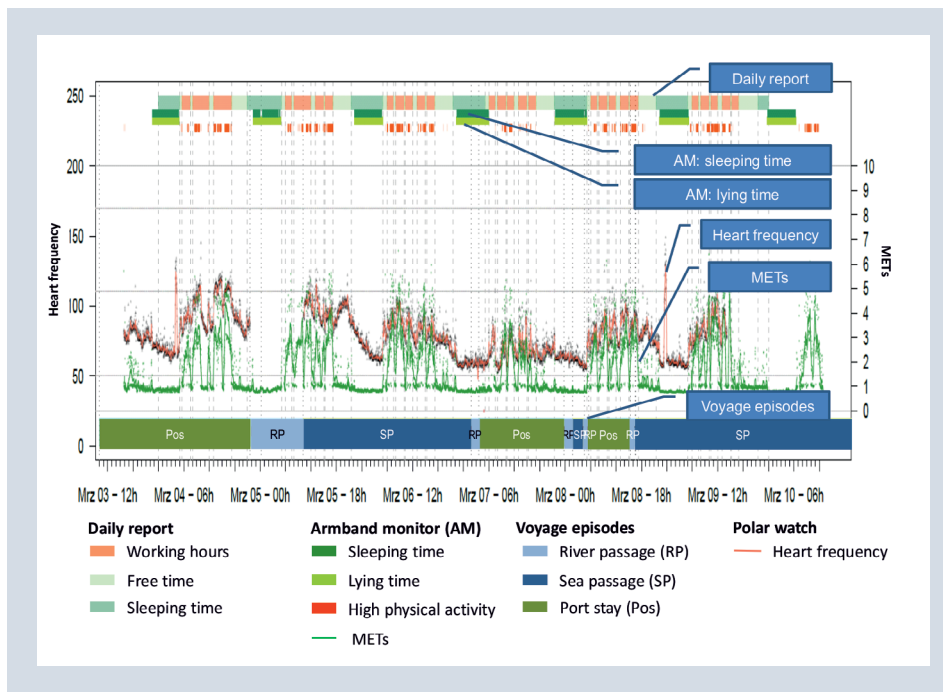 250
200
150
100
50
0
Heart frequency
10
9
8
7
6
5
4
3
2
1
0
METs
Daily report
AM: sleeping time
AM: lying time
Heart frequency
METs
Voyage episodes
Pos RP SP RP Pos RP SP RP Pos RP SP
Mrz 03 – 12h Mrz 04 – 06h Mrz 05 – 00h Mrz 05 – 18h Mrz 06 – 12h Mrz 07 – 06h Mrz 08 – 00h Mrz 08 – 18h Mrz 09 – 12h Mrz 10 – 06h
Daily report
Working hours
Free time
Sleeping time
Armband monitor (AM)
Sleeping time
Lying time
High physical activity
METs
Voyage episodes
River passage (RP)
Sea passage (SP)
Port stay (Pos)
Polar watch
Heart frequency